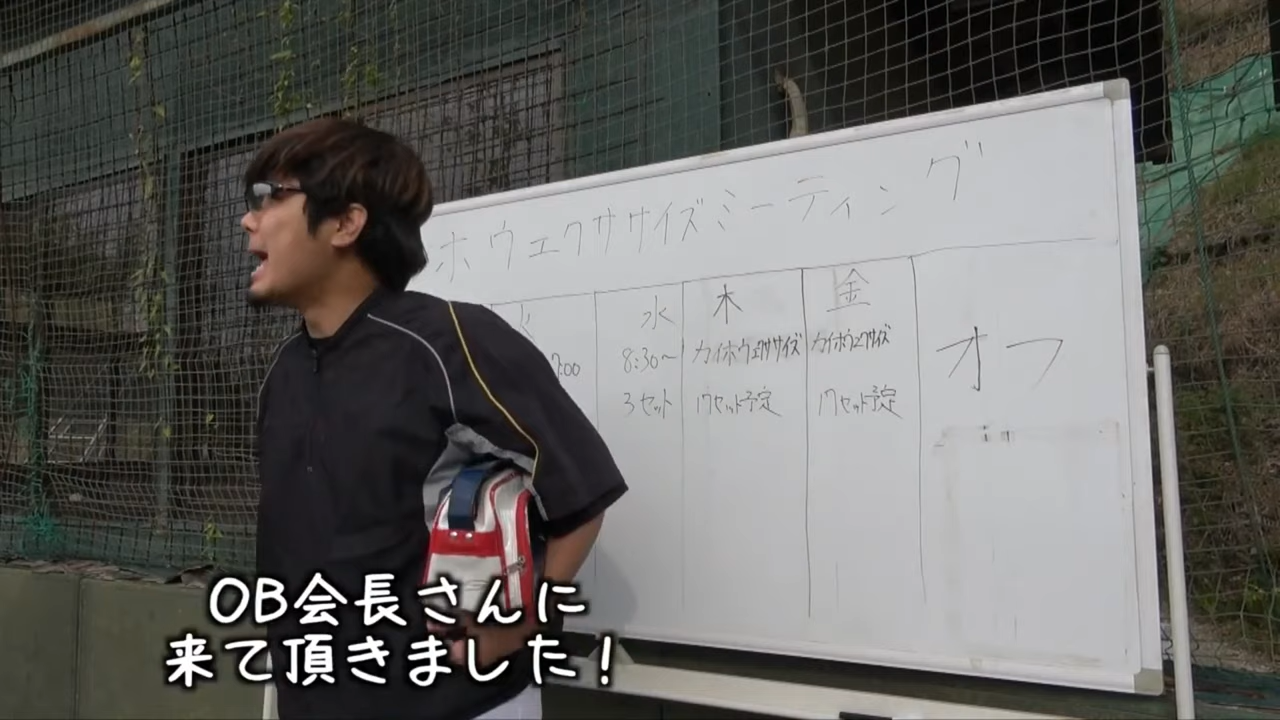 ホウェクササイズミーティング
水 木 金
8:30~ カイホウェクササイズ カイホウェクササイズ
7:00
オフ
3セット 17セット予定 17セット予定
OB会長さんに
来て頂きました!